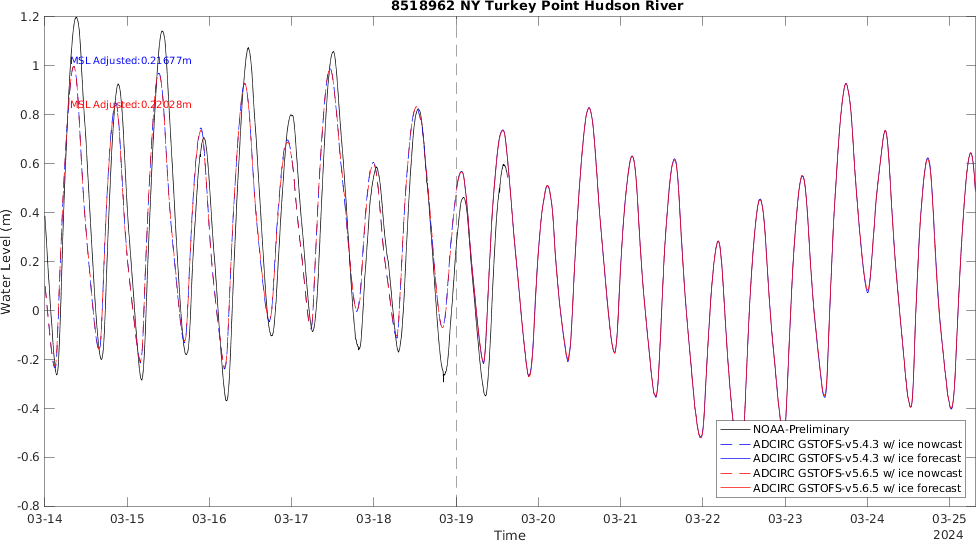 8518962 NY Turkey Point Hudson River
1.2
1
0.8
0.6
0.4
0.2
0
-0.2
-0.4
-0.6
-0.8
Water Level (m)
MSL Adjusted:0.21677m
MSL Adjusted:0.22028m
NOAA-Preliminary
ADCIRC GSTOFS-v5.4.3 w/ ice nowcast
ADCIRC GSTOFS-v5.4.3 w/ ice forecast
ADCIRC GSTOFS-v5.6.5 w/ ice nowcast
ADCIRC GSTOFS-v5.6.5 w/ ice forecast
03-14 03-15 03-16 03-17 03-18 03-19 03-20 03-21 03-22 03-23 03-24 03-25
Time
2024